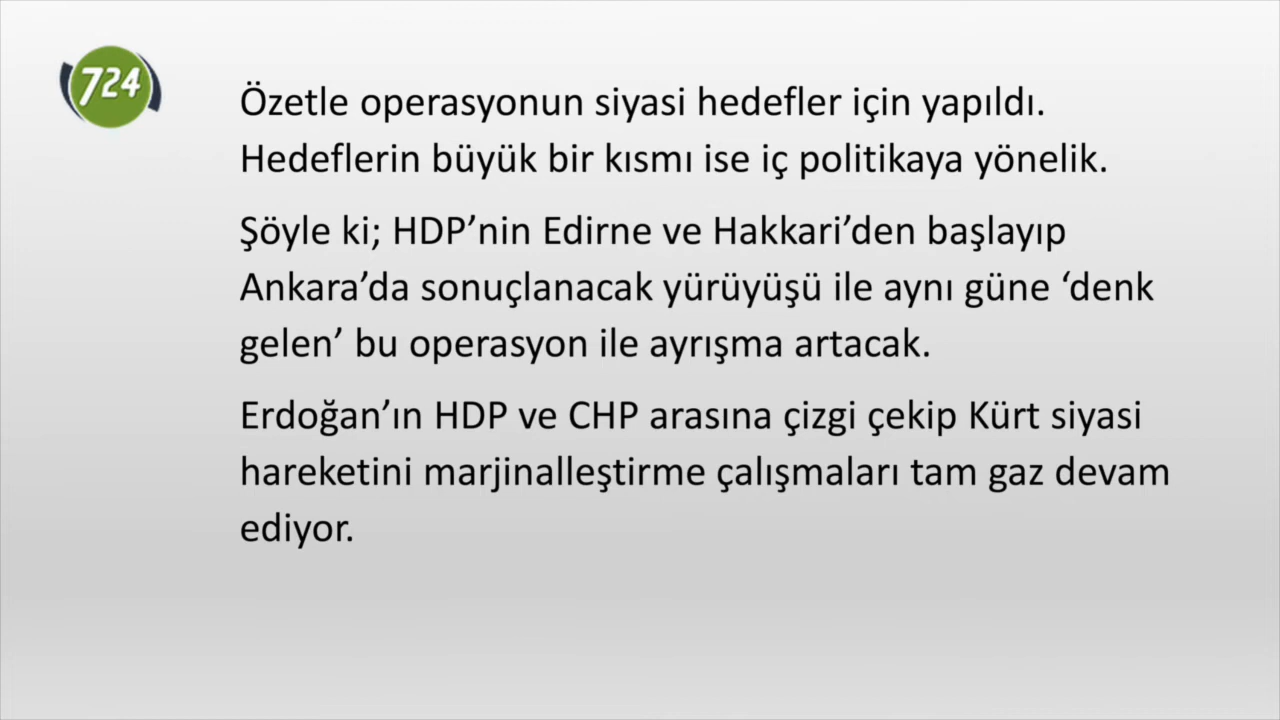 724
Özetle operasyonun siyasi hedefler için yapıldı.
Hedeflerin büyük bir kısmı ise iç politikaya yönelik.
Şöyle ki; HDP’nin Edirne ve Hakkari’den başlayıp
Ankara’da sonuçlanacak yürüyüşü ile aynı güne ‘denk
gelen’ bu operasyon ile ayrışma artacak.
Erdoğan’ın HDP ve CHP arasına çizgi çekip Kürt siyasi
hareketini marjinalleştirme çalışmaları tam gaz devam
ediyor.